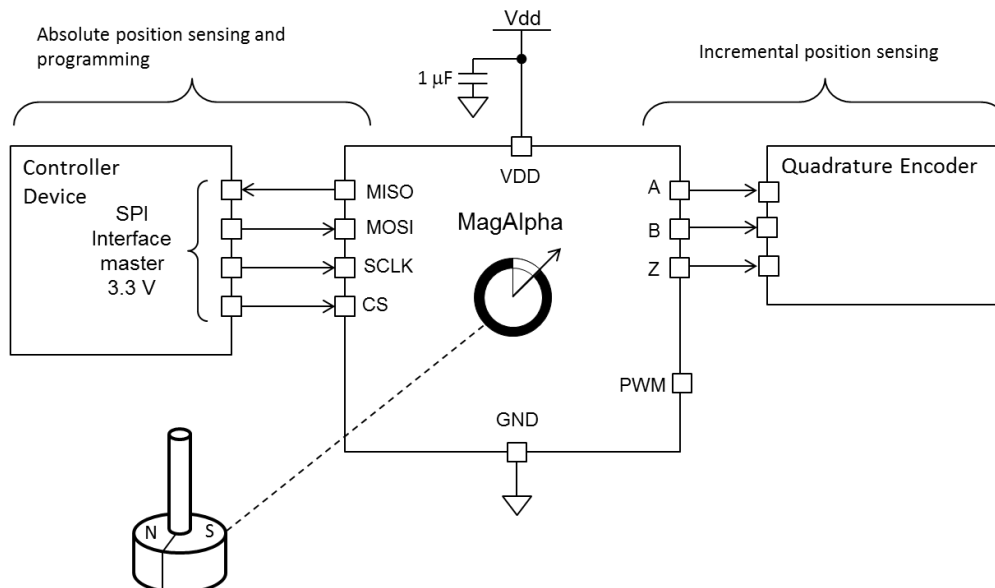 Absolute position sensing and
programming
Vdd
1 μF
Incremental position sensing
Controller
Device
SPI
Interface
master
3.3 V
MISO
MOSI
SCLK
CS
VDD
MagAlpha
A
B
Z
PWM
GND
Quadrature Encoder
N
S